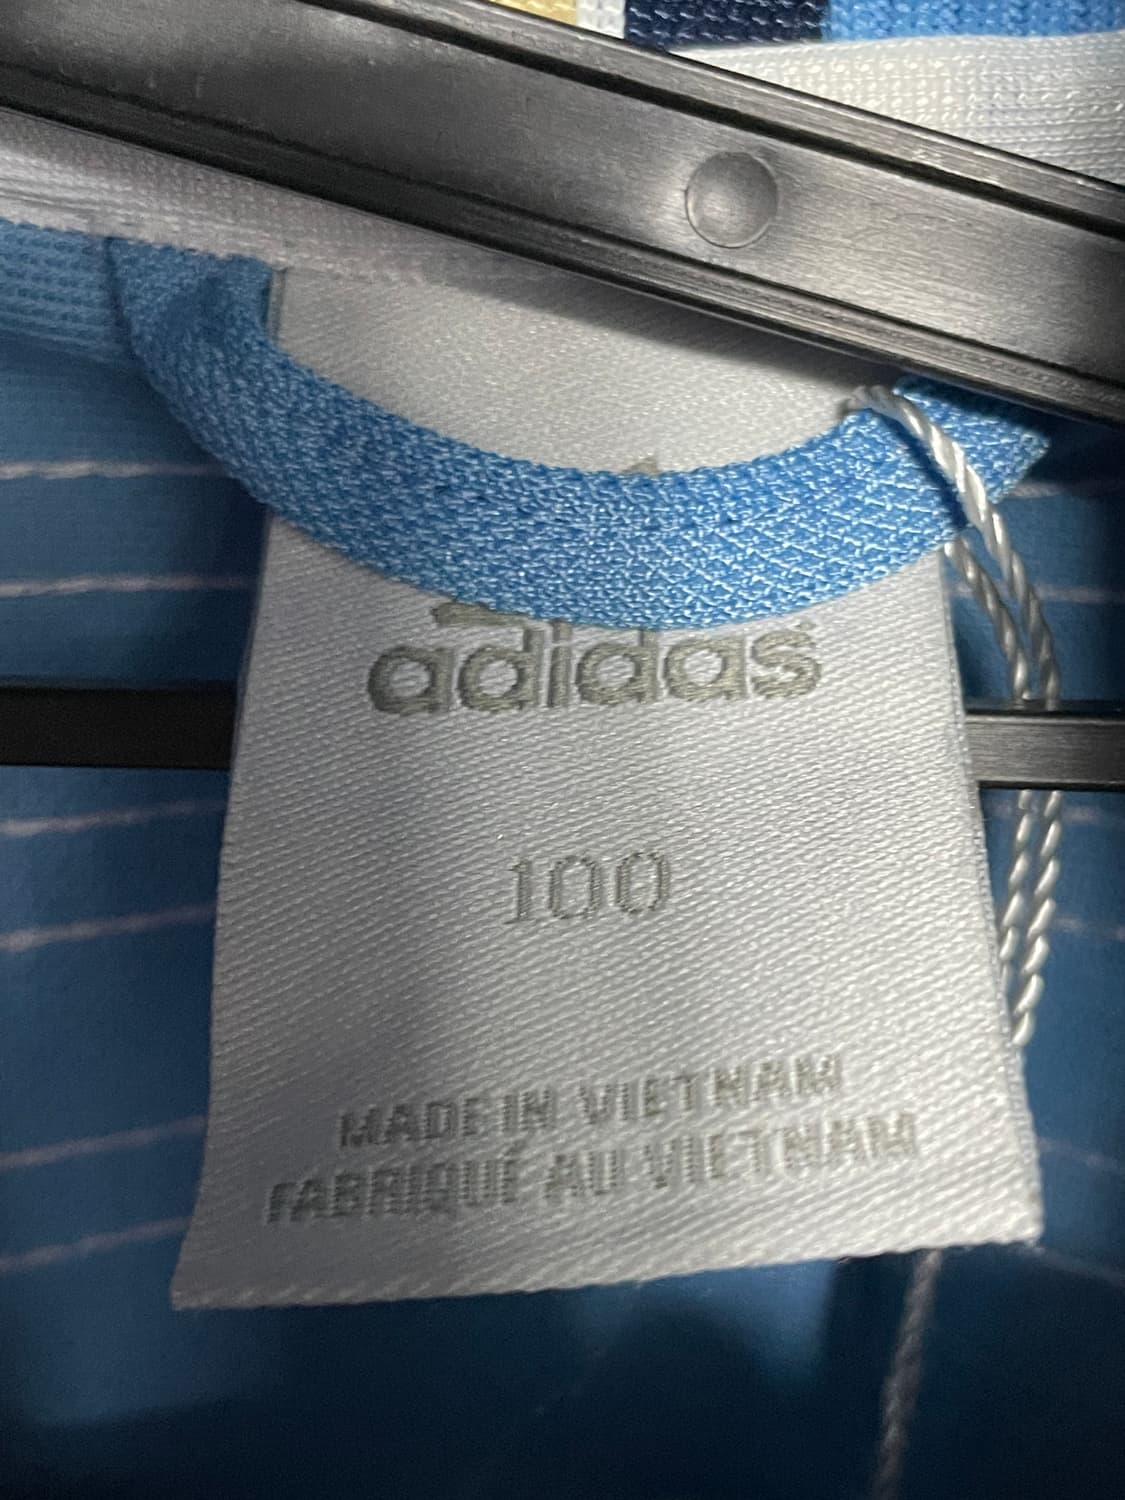 adidas
100
MADE IN VIETNAM
FABRIQUÉ AU VIETNAM